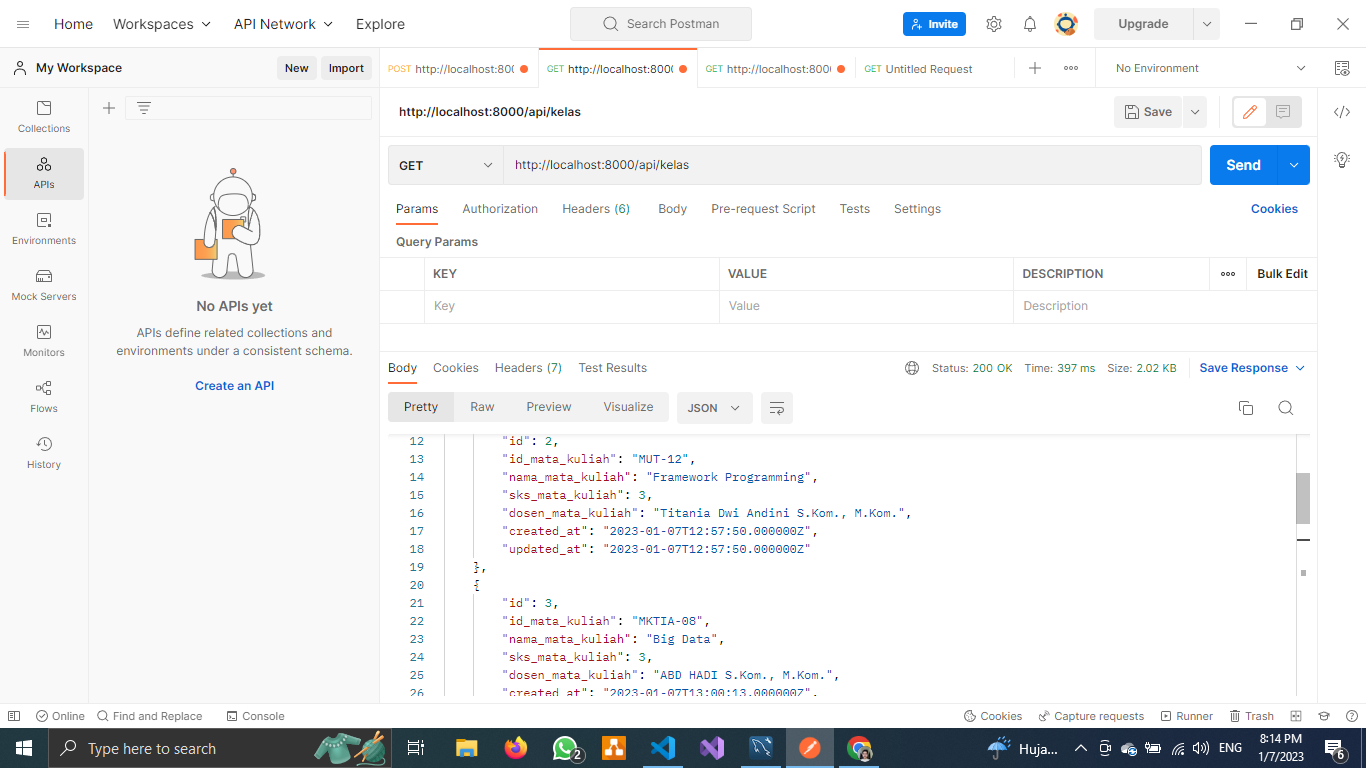 Home Workspaces API Network Explore Search Postman Invite Upgrade
My Workspace New Import POST http://localhost:800 GET http://localhost:8000 GET http://localhost:800 GET Untitled Request No Environment
Collections
APIs
Environments
Mock Servers
Monitors
Flows
History
No APIs yet
APIs define related collections and
environments under a consistent schema.
Create an API
http://localhost:8000/api/kelas Save
GET http://localhost:8000/api/kelas Send
Params Authorization Headers (6) Body Pre-request Script Tests Settings Cookies
Query Params
KEY VALUE DESCRIPTION Bulk Edit
Key Value Description
Body Cookies Headers (7) Test Results Status: 200 OK Time: 397 ms Size: 2.02 KB Save Response
Pretty Raw Preview Visualize JSON
12 "id": 2,
13 "id_mata_kuliah": "MUT-12",
14 "nama_mata_kuliah": "Framework Programming",
15 "sks_mata_kuliah": 3,
16 "dosen_mata_kuliah": "Titania Dwi Andini S.Kom., M.Kom.",
17 "created_at": "2023-01-07T12:57:50.000000Z",
18 "updated_at": "2023-01-07T12:57:50.000000Z"
19 },
20 {
21 "id": 3,
22 "id_mata_kuliah": "MKTIA-08",
23 "nama_mata_kuliah": "Big Data",
24 "sks_mata_kuliah": 3,
25 "dosen_mata_kuliah": "ABD HADI S.Kom., M.Kom.",
26 "created_at": "2023-01-07T13:00:13.000000Z",
Online Find and Replace Console Cookies Capture requests Runner Trash
Type here to search 2 Huja... ENG 8:14 PM
1/7/2023 6